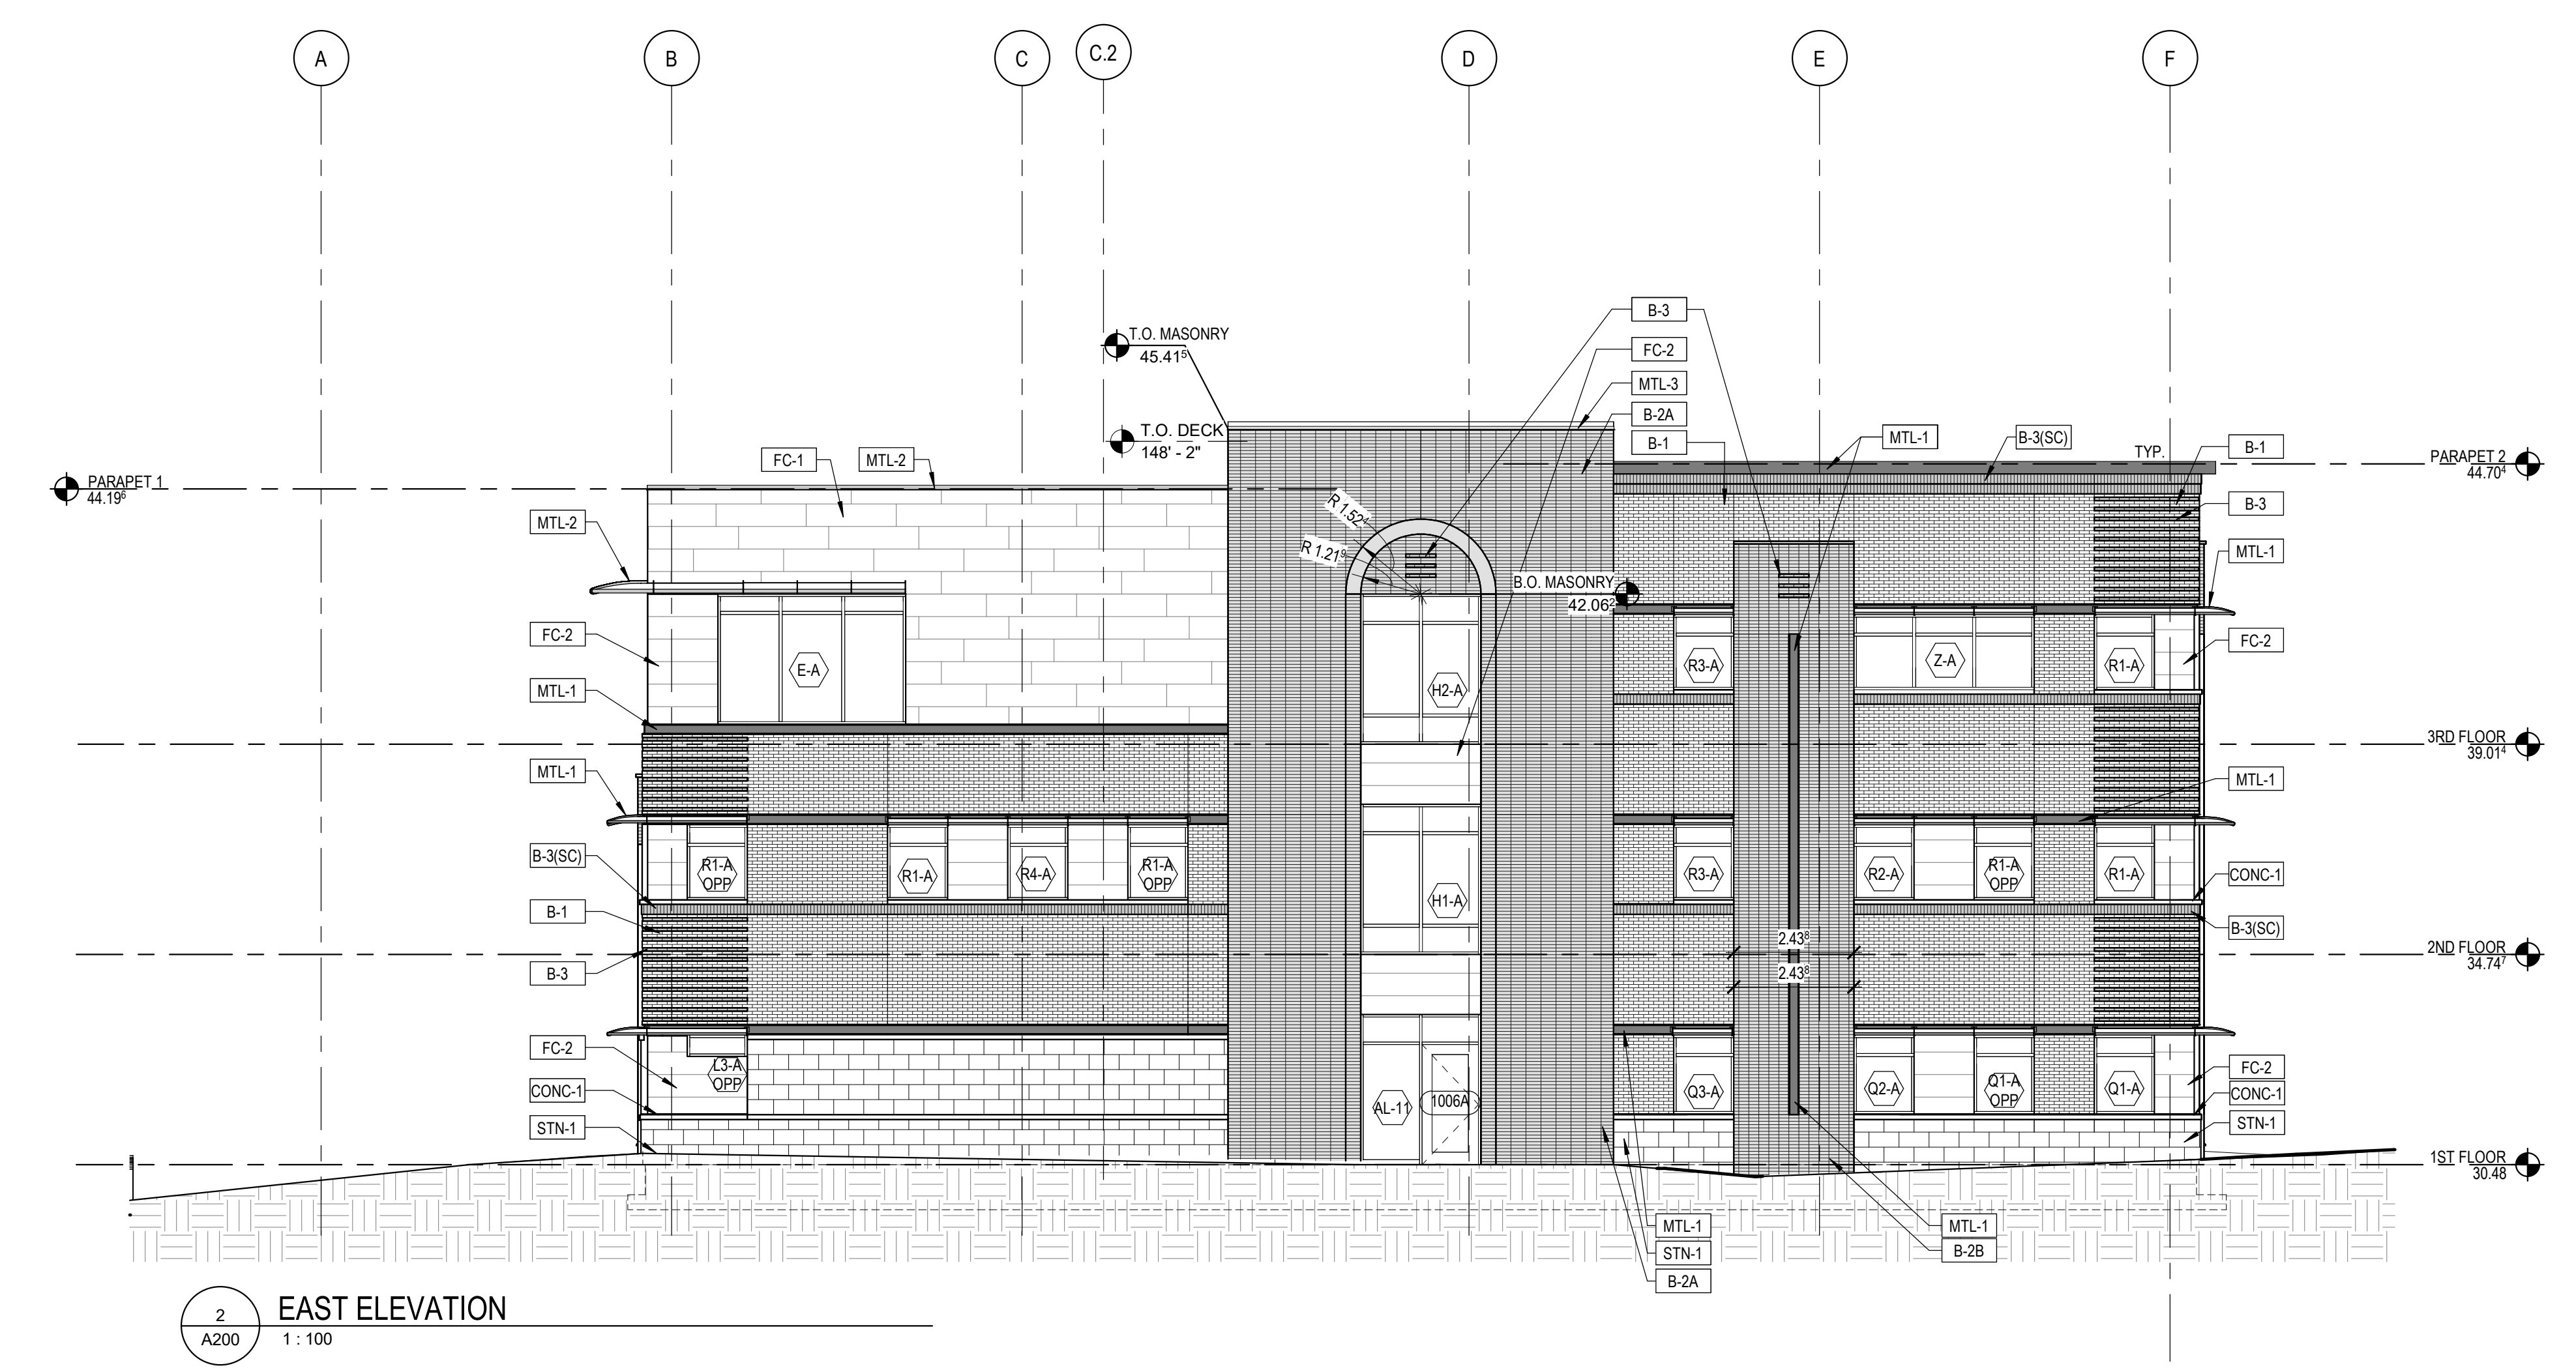 A
B
C
C.2
D
E
F
B-3
T.O. MASONRY
45.41⁵
FC-2
MTL-3
B-2A
T.O. DECK
148' - 2"
B-1
MTL-1
B-3(SC)
TYP.
B-1
FC-1
MTL-2
PARAPET 2
44.70⁴
PARAPET 1
44.19⁶
B-3
R 1.52⁴
MTL-2
R 1.21⁹
MTL-1
B.O. MASONRY
42.06²
FC-2
FC-2
E-A
R3-A
Z-A
R1-A
MTL-1
H2-A
3RD FLOOR
39.01⁴
MTL-1
MTL-1
B-3(SC)
R1-A
OPP
R1-A
R4-A
R1-A
OPP
R3-A
R2-A
R1-A
OPP
R1-A
CONC-1
H1-A
B-1
B-3(SC)
2.43⁸
2ND FLOOR
34.74⁷
B-3
2.43⁸
FC-2
L3-A
OPP
FC-2
CONC-1
Q3-A
Q2-A
Q1-A
OPP
Q1-A
CONC-1
AL-11
1006A
STN-1
STN-1
1ST FLOOR
30.48
MTL-1
MTL-1
STN-1
B-2B
B-2A
2
A200
EAST ELEVATION
1 : 100